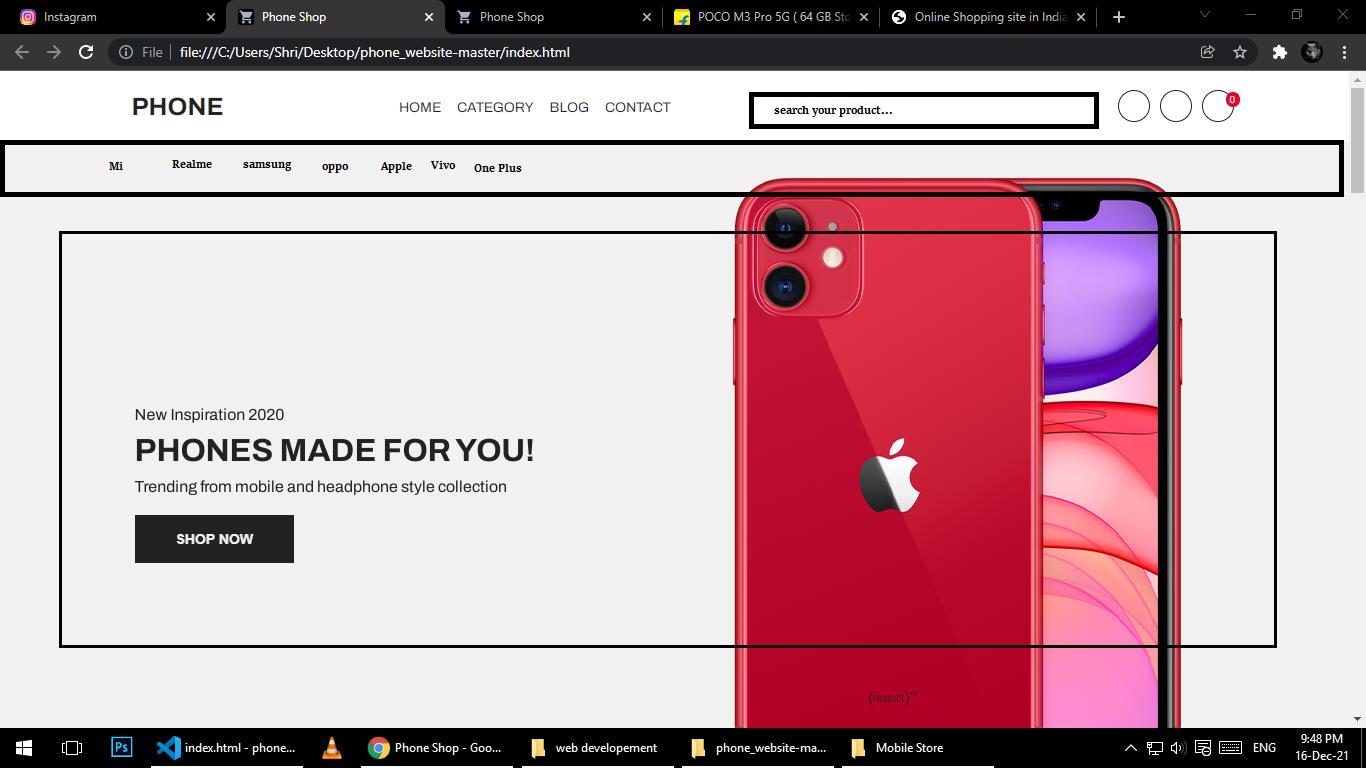 Instagram
Phone Shop
Phone Shop
POCO M3 Pro 5G ( 64 GB Sto
Online Shopping site in India
File
file:///C:/Users/Shri/Desktop/phone_website-master/index.html
PHONE
HOME
CATEGORY
BLOG
CONTACT
search your product...
0
Mi
Realme
samsung
oppo
Apple
Vivo
One Plus
New Inspiration 2020
PHONES MADE FOR YOU!
Trending from mobile and headphone style collection
SHOP NOW
(PRODUCT)
Ps
index.html - phone...
Phone Shop - Goo...
web developement
phone_website-ma...
Mobile Store
ENG
9:48 PM
16-Dec-21